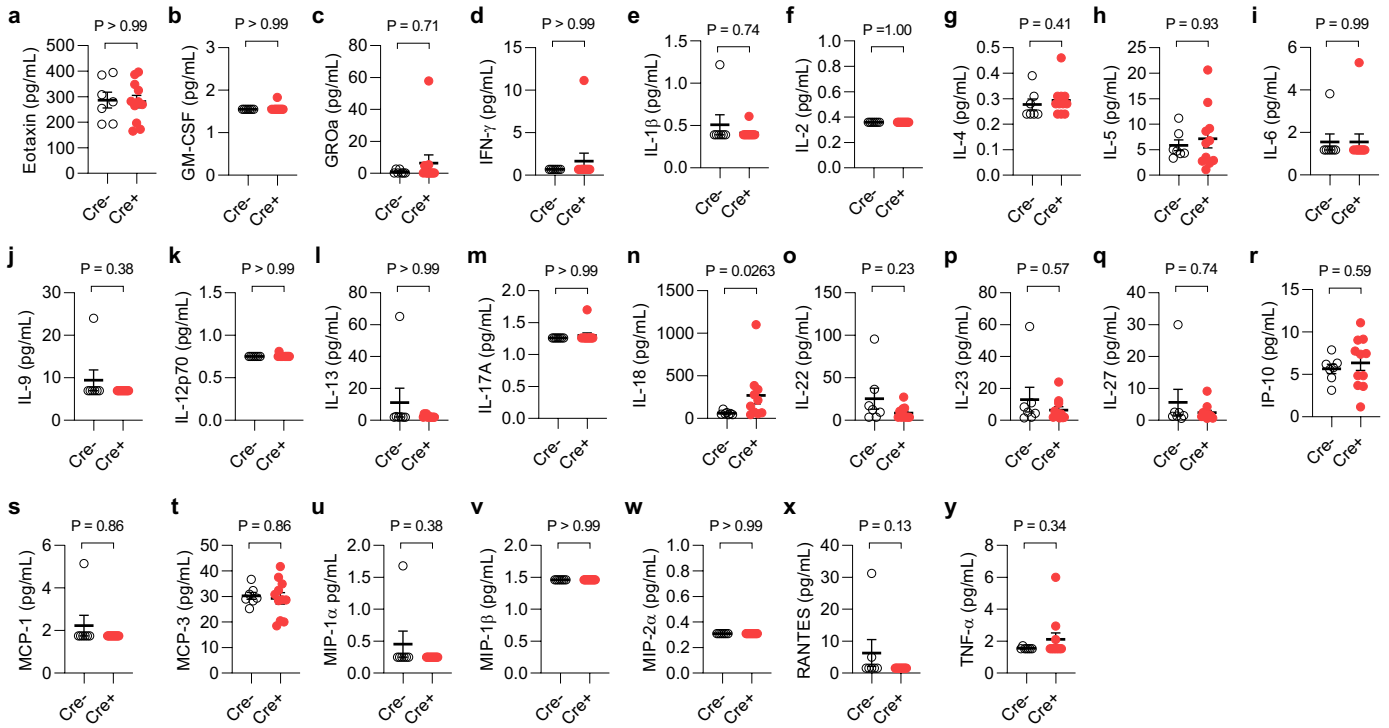 a
P > 0.99
Eotaxin (pg/mL)
500
400
300
200
100
0
Cre-
Cre+
b
P > 0.99
GM-CSF (pg/mL)
3
2
1
0
Cre-
Cre+
c
P = 0.71
GROa (pg/mL)
80
60
40
20
0
Cre-
Cre+
d
P > 0.99
IFN-γ (pg/mL)
15
10
5
0
Cre-
Cre+
e
P = 0.74
IL-1β (pg/mL)
1.5
1.0
0.5
0.0
Cre-
Cre+
f
P =1.00
IL-2 (pg/mL)
1.0
0.8
0.6
0.4
0.2
0.0
Cre-
Cre+
g
P = 0.41
IL-4 (pg/mL)
0.5
0.4
0.3
0.2
0.1
0.0
Cre-
Cre+
h
P = 0.93
IL-5 (pg/mL)
25
20
15
10
5
0
Cre-
Cre+
i
P = 0.99
IL-6 (pg/mL)
6
4
2
0
Cre-
Cre+
j
P = 0.38
IL-9 (pg/mL)
30
20
10
0
Cre-
Cre+
k
P > 0.99
IL-12p70 (pg/mL)
1.5
1.0
0.5
0.0
Cre-
Cre+
l
P > 0.99
IL-13 (pg/mL)
80
60
40
20
0
Cre-
Cre+
m
P > 0.99
IL-17A (pg/mL)
2.0
1.5
1.0
0.5
0.0
Cre-
Cre+
n
P = 0.0263
IL-18 (pg/mL)
1500
1000
500
0
Cre-
Cre+
o
P = 0.23
IL-22 (pg/mL)
150
100
50
0
Cre-
Cre+
p
P = 0.57
IL-23 (pg/mL)
80
60
40
20
0
Cre-
Cre+
q
P = 0.74
IL-27 (pg/mL)
40
30
20
10
0
Cre-
Cre+
r
P = 0.59
IP-10 (pg/mL)
15
10
5
0
Cre-
Cre+
s
P = 0.86
MCP-1 (pg/mL)
6
4
2
0
Cre-
Cre+
t
P = 0.86
MCP-3 (pg/mL)
50
40
30
20
10
0
Cre-
Cre+
u
P = 0.38
MIP-1α (pg/mL)
2.0
1.5
1.0
0.5
0.0
Cre-
Cre+
v
P > 0.99
MIP-1β (pg/mL)
2.0
1.5
1.0
0.5
0.0
Cre-
Cre+
w
P > 0.99
MIP-2α (pg/mL)
1.0
0.8
0.6
0.4
0.2
0.0
Cre-
Cre+
x
P = 0.13
RANTES (pg/mL)
40
30
20
10
0
Cre-
Cre+
y
P = 0.34
TNF-α (pg/mL)
8
6
4
2
0
Cre-
Cre+